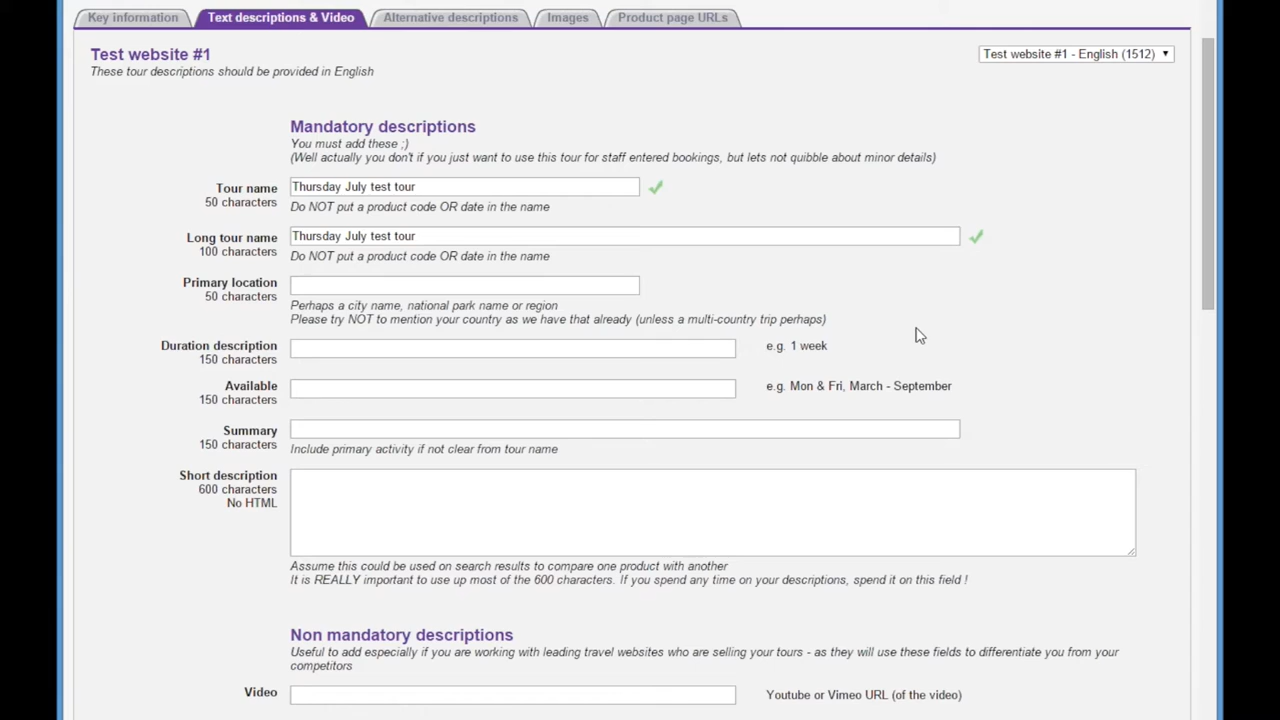 Key information Text descriptions & Video Alternative descriptions Images Product page URLs
Test website #1 Test website #1 - English (1512)
These tour descriptions should be provided in English
Mandatory descriptions
You must add these ;)
(Well actually you don't if you just want to use this tour for staff entered bookings, but lets not quibble about minor details)
Tour name Thursday July test tour
50 characters
Do NOT put a product code OR date in the name
Long tour name Thursday July test tour
100 characters
Do NOT put a product code OR date in the name
Primary location
50 characters
Perhaps a city name, national park name or region
Please try NOT to mention your country as we have that already (unless a multi-country trip perhaps)
Duration description e.g. 1 week
150 characters
Available e.g. Mon & Fri, March - September
150 characters
Summary
150 characters
Include primary activity if not clear from tour name
Short description
600 characters
No HTML
Assume this could be used on search results to compare one product with another
It is REALLY important to use up most of the 600 characters. If you spend any time on your descriptions, spend it on this field !
Non mandatory descriptions
Useful to add especially if you are working with leading travel websites who are selling your tours - as they will use these fields to differentiate you from your
competitors
Video Youtube or Vimeo URL (of the video)